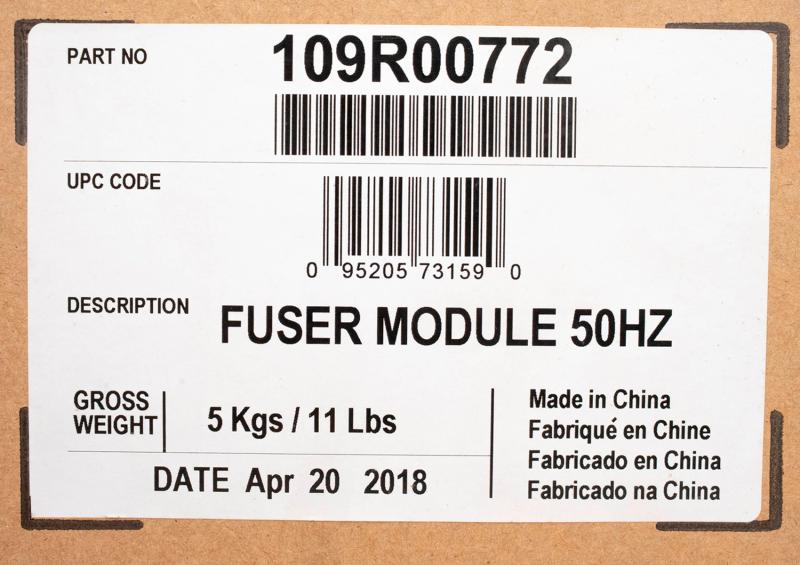 PART NO 109R00772
UPC CODE
0 95205 73159 0
DESCRIPTION FUSER MODULE 50HZ
GROSS
WEIGHT
5 Kgs / 11 Lbs
DATE Apr 20 2018
Made in China
Fabriqué en Chine
Fabricado en China
Fabricado na China